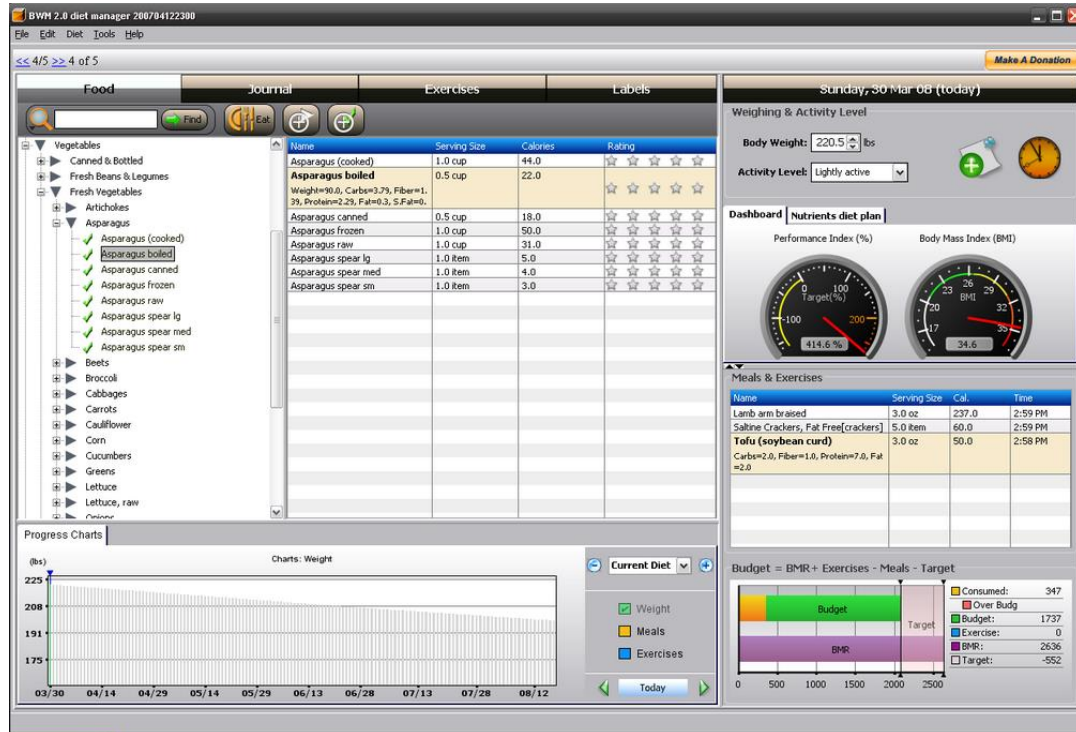 BWM 2.0 diet manager 200704122300
File Edit Diet Tools Help
<< 4/5 >> 4 of 5
Make A Donation
Food Journal Exercises Labels
Find Eat
Vegetables
Canned & Bottled
Fresh Beans & Legumes
Fresh Vegetables
Artichokes
Asparagus
Asparagus (cooked)
Asparagus boiled
Asparagus canned
Asparagus frozen
Asparagus raw
Asparagus spear lg
Asparagus spear med
Asparagus spear sm
Beets
Broccoli
Cabbages
Carrots
Cauliflower
Corn
Cucumbers
Greens
Lettuce
Lettuce, raw
Onions
Name Serving Size Calories Rating
Asparagus (cooked) 1.0 cup 44.0
Asparagus boiled 0.5 cup 22.0
Weight=90.0, Carbs=3.79, Fiber=1.
39, Protein=2.29, Fat=0.3, S.Fat=0.
Asparagus canned 0.5 cup 18.0
Asparagus frozen 1.0 cup 50.0
Asparagus raw 1.0 cup 31.0
Asparagus spear lg 1.0 item 5.0
Asparagus spear med 1.0 item 4.0
Asparagus spear sm 1.0 item 3.0
Sunday, 30 Mar 08 (today)
Weighing & Activity Level
Body Weight: 220.5 lbs
Activity Level: Lightly active
Dashboard Nutrients diet plan
Performance Index (%)
-100 0 100 200
Target(%)
414.6 %
Body Mass Index (BMI)
17 20 23 26 29 32 35
BMI
34.6
Meals & Exercises
Name Serving Size Cal. Time
Lamb arm braised 3.0 oz 237.0 2:59 PM
Saltine Crackers, Fat Free[crackers] 5.0 item 60.0 2:59 PM
Tofu (soybean curd) 3.0 oz 50.0 2:58 PM
Carbs=2.0, Fiber=1.0, Protein=7.0, Fat
=2.0
Progress Charts
(lbs)
Charts: Weight
225
208
191
175
03/30 04/14 04/29 05/14 05/29 06/13 06/28 07/13 07/28 08/12
Current Diet
Weight
Meals
Exercises
Today
Budget = BMR + Exercises - Meals - Target
Budget
Target
BMR
0 500 1000 1500 2000 2500
Consumed: 347
Over Budg
Budget: 1737
Exercise: 0
BMR: 2636
Target: -552